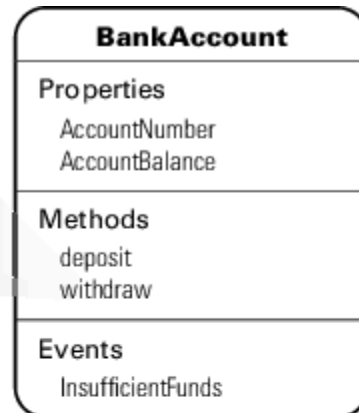 BankAccount
Properties
AccountNumber
AccountBalance
Methods
deposit
withdraw
Events
InsufficientFunds